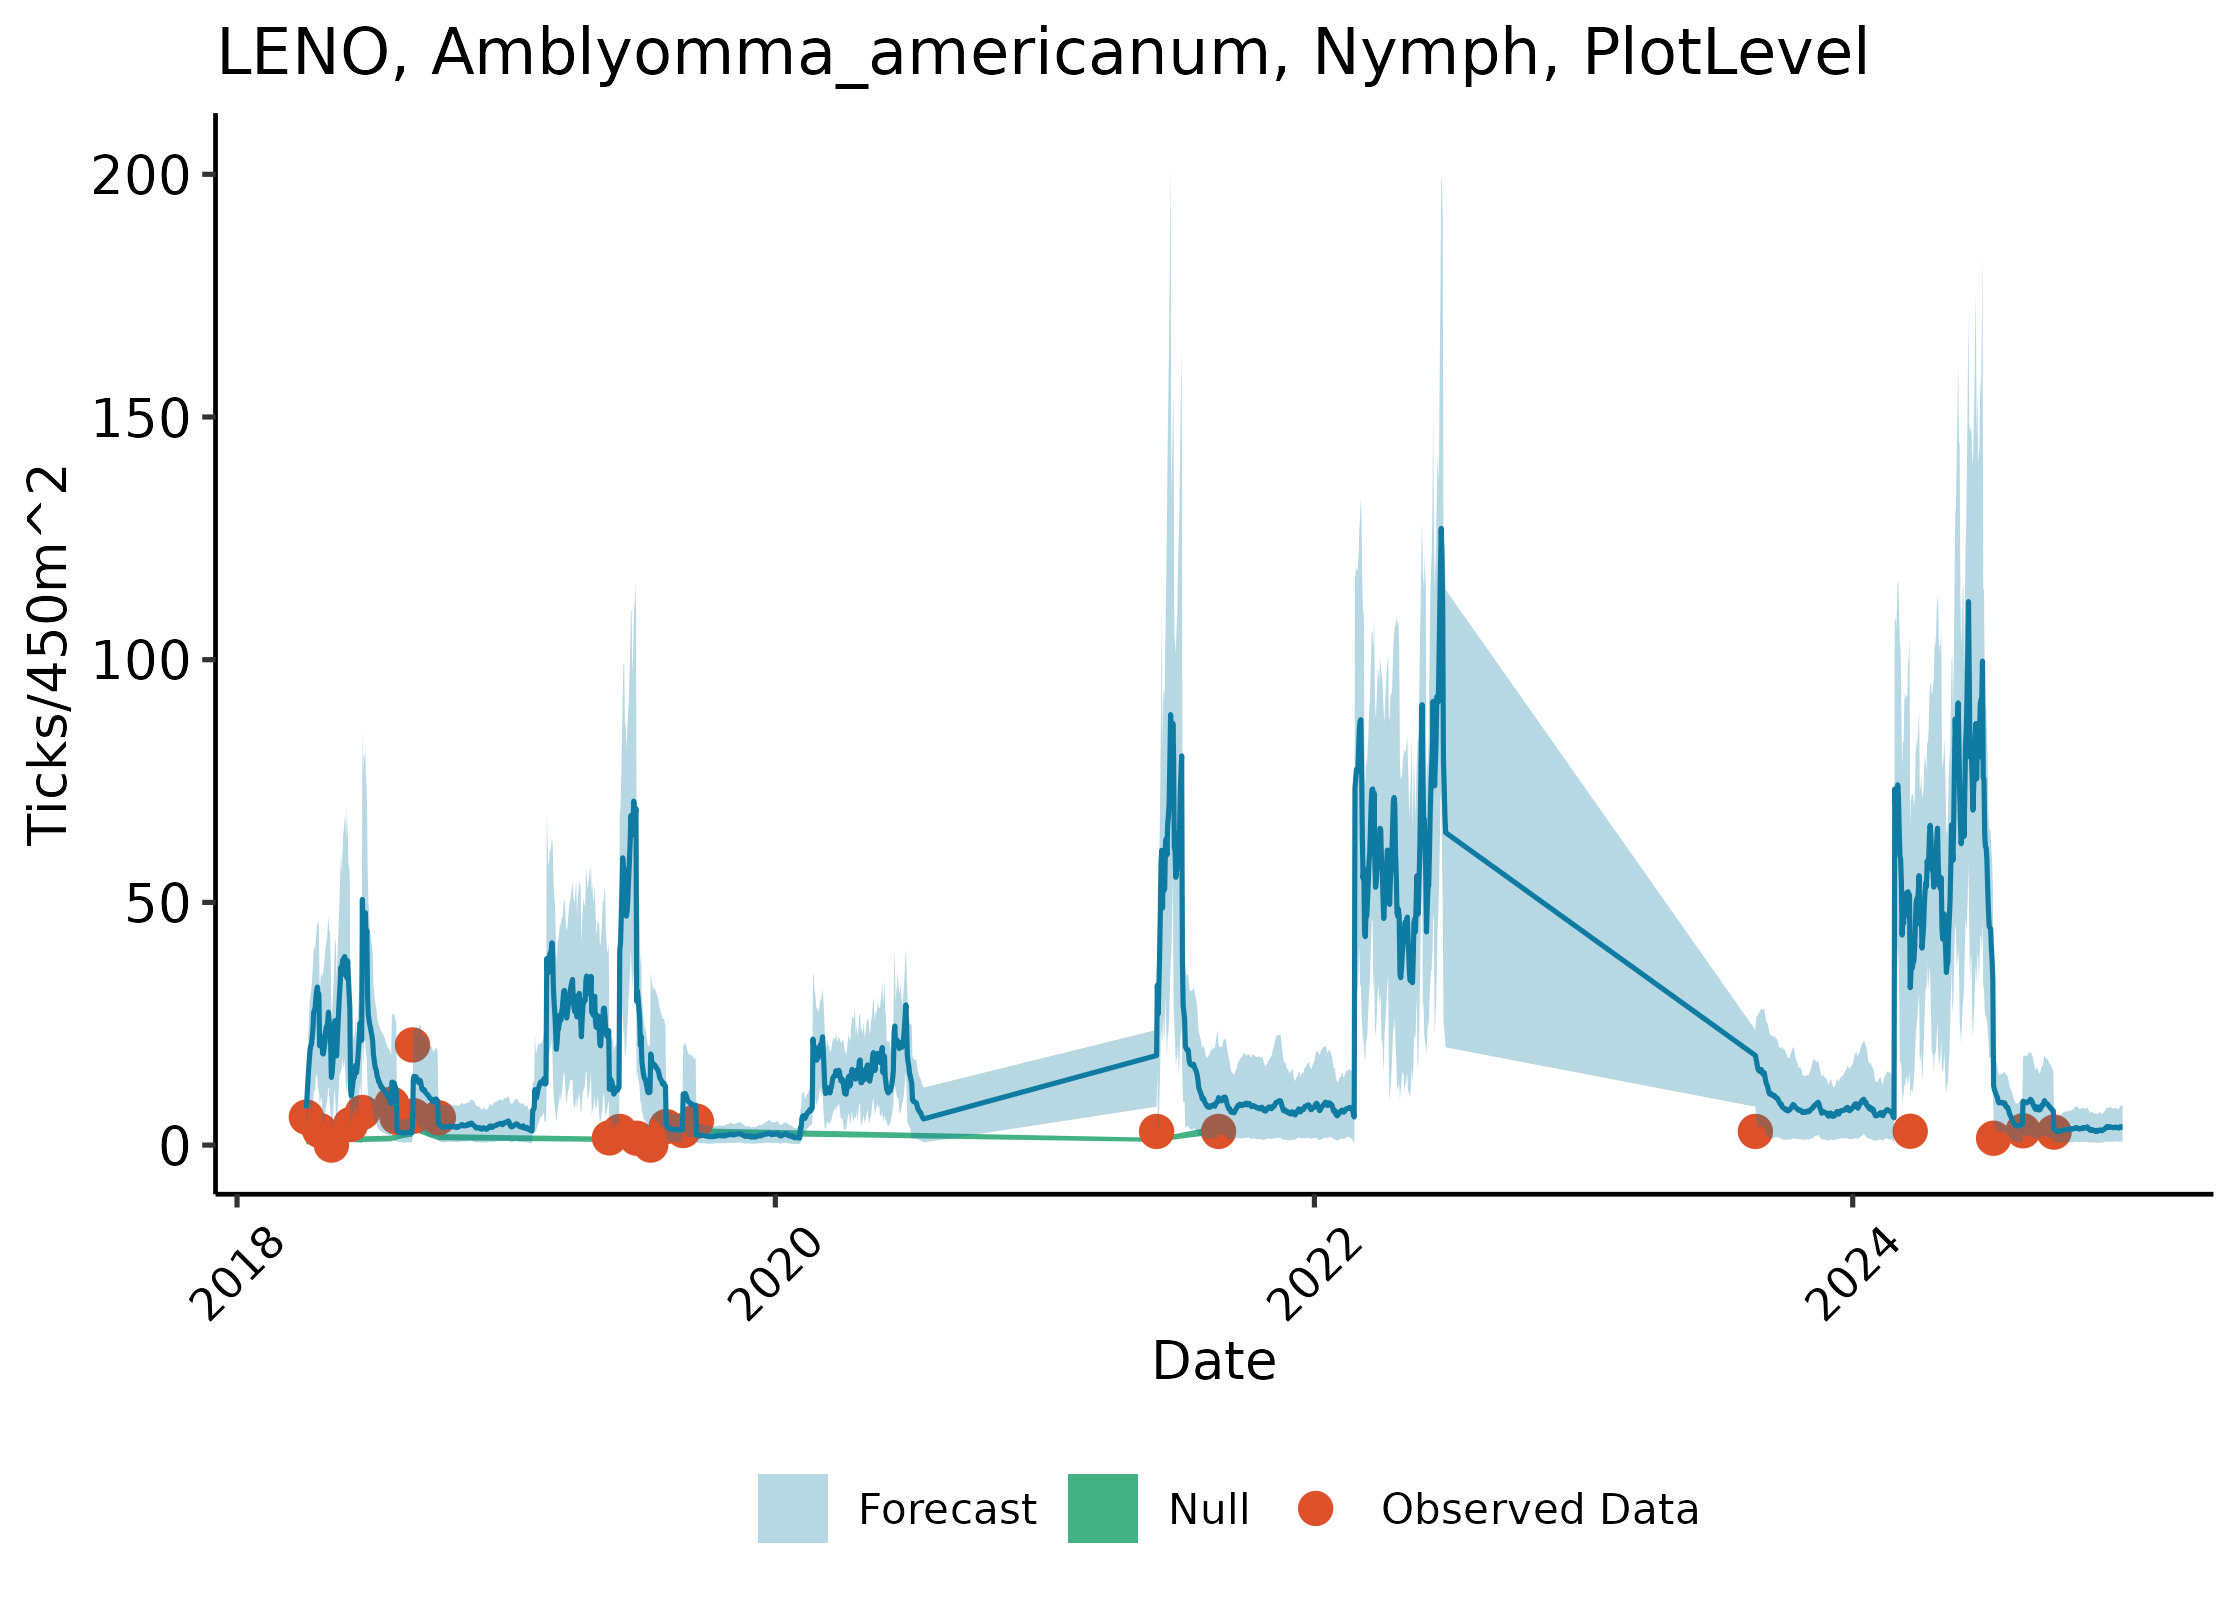 LENO, Amblyomma_americanum, Nymph, PlotLevel
Ticks/450m^2
200
150
100
50
0
2018
2020
2022
2024
Date
Forecast
Null
Observed Data